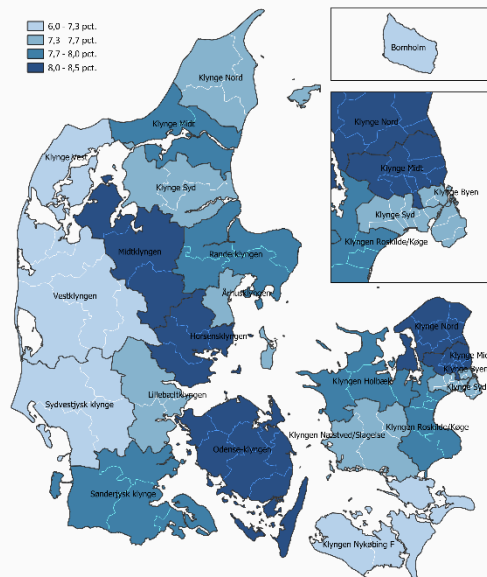 6,0 - 7,3 pct.
7,3 - 7,7 pct.
7,7 - 8,0 pct.
8,0 - 8,5 pct.
Bornholm
Klynge Nord
Klynge Midt
Klynge Vest
Klynge Syd
Midtklyngen
Randersklyngen
Vestklyngen
Århusklyngen
Horsensklyngen
Sydvestjysk klynge
Lillebæltklyngen
Odense-klyngen
Sønderjysk klynge
Klynge Nord
Klynge Midt
Klynge Byen
Klynge Syd
Klyngen Roskilde/Køge
Klynge Nord
Klynge Mid
Klynge Byen
Klynge Syd
Klyngen Holbæk
Klyngen Roskilde/Køge
Klyngen Næstved/Slagelse
Klyngen Nykøbing F